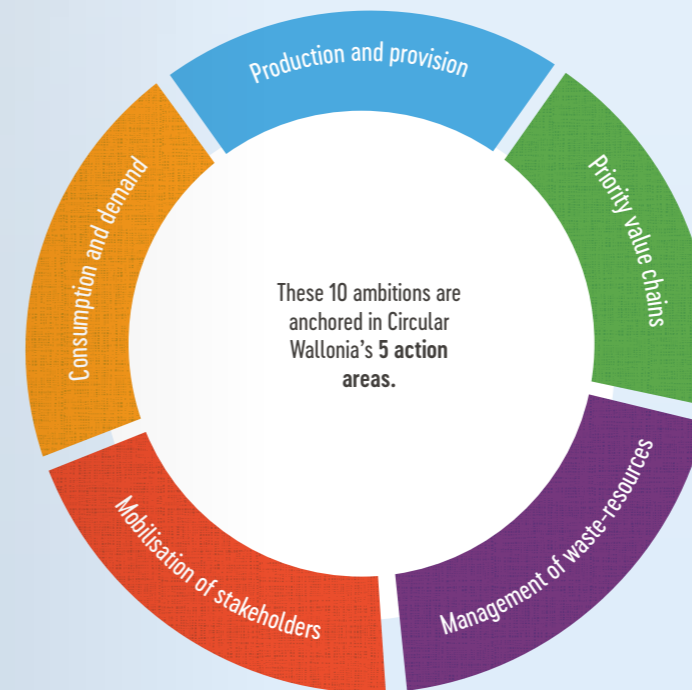 Production and provision
Priority value chains
Consumption and demand
These 10 ambitions are
anchored in Circular
Wallonia's 5 action
areas.
Management of waste-resources
Mobilisation of stakeholders